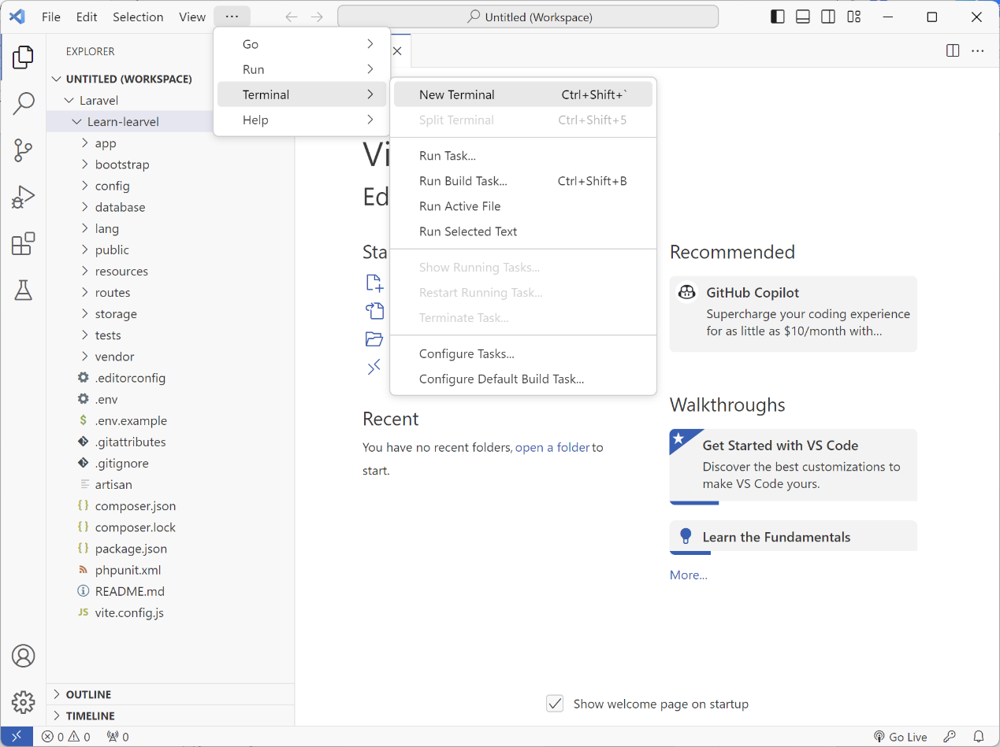 File Edit Selection View ··· Untitled (Workspace)
EXPLORER
UNTITLED (WORKSPACE)
Laravel
Learn-learvel
app
bootstrap
config
database
lang
public
resources
routes
storage
tests
vendor
.editorconfig
.env
$ .env.example
.gitattributes
.gitignore
artisan
{ } composer.json
{ } composer.lock
{ } package.json
phpunit.xml
README.md
JS vite.config.js
OUTLINE
TIMELINE
Go
Run
Terminal
Help
New Terminal Ctrl+Shift+`
Split Terminal Ctrl+Shift+5
Run Task...
Run Build Task... Ctrl+Shift+B
Run Active File
Run Selected Text
Show Running Tasks...
Restart Running Task...
Terminate Task...
Configure Tasks...
Configure Default Build Task...
Vi
Ed
Sta
Recent
You have no recent folders, open a folder to
start.
Recommended
GitHub Copilot
Supercharge your coding experience
for as little as $10/month with...
Walkthroughs
Get Started with VS Code
Discover the best customizations to
make VS Code yours.
Learn the Fundamentals
More...
Show welcome page on startup
0 0 0 Go Live